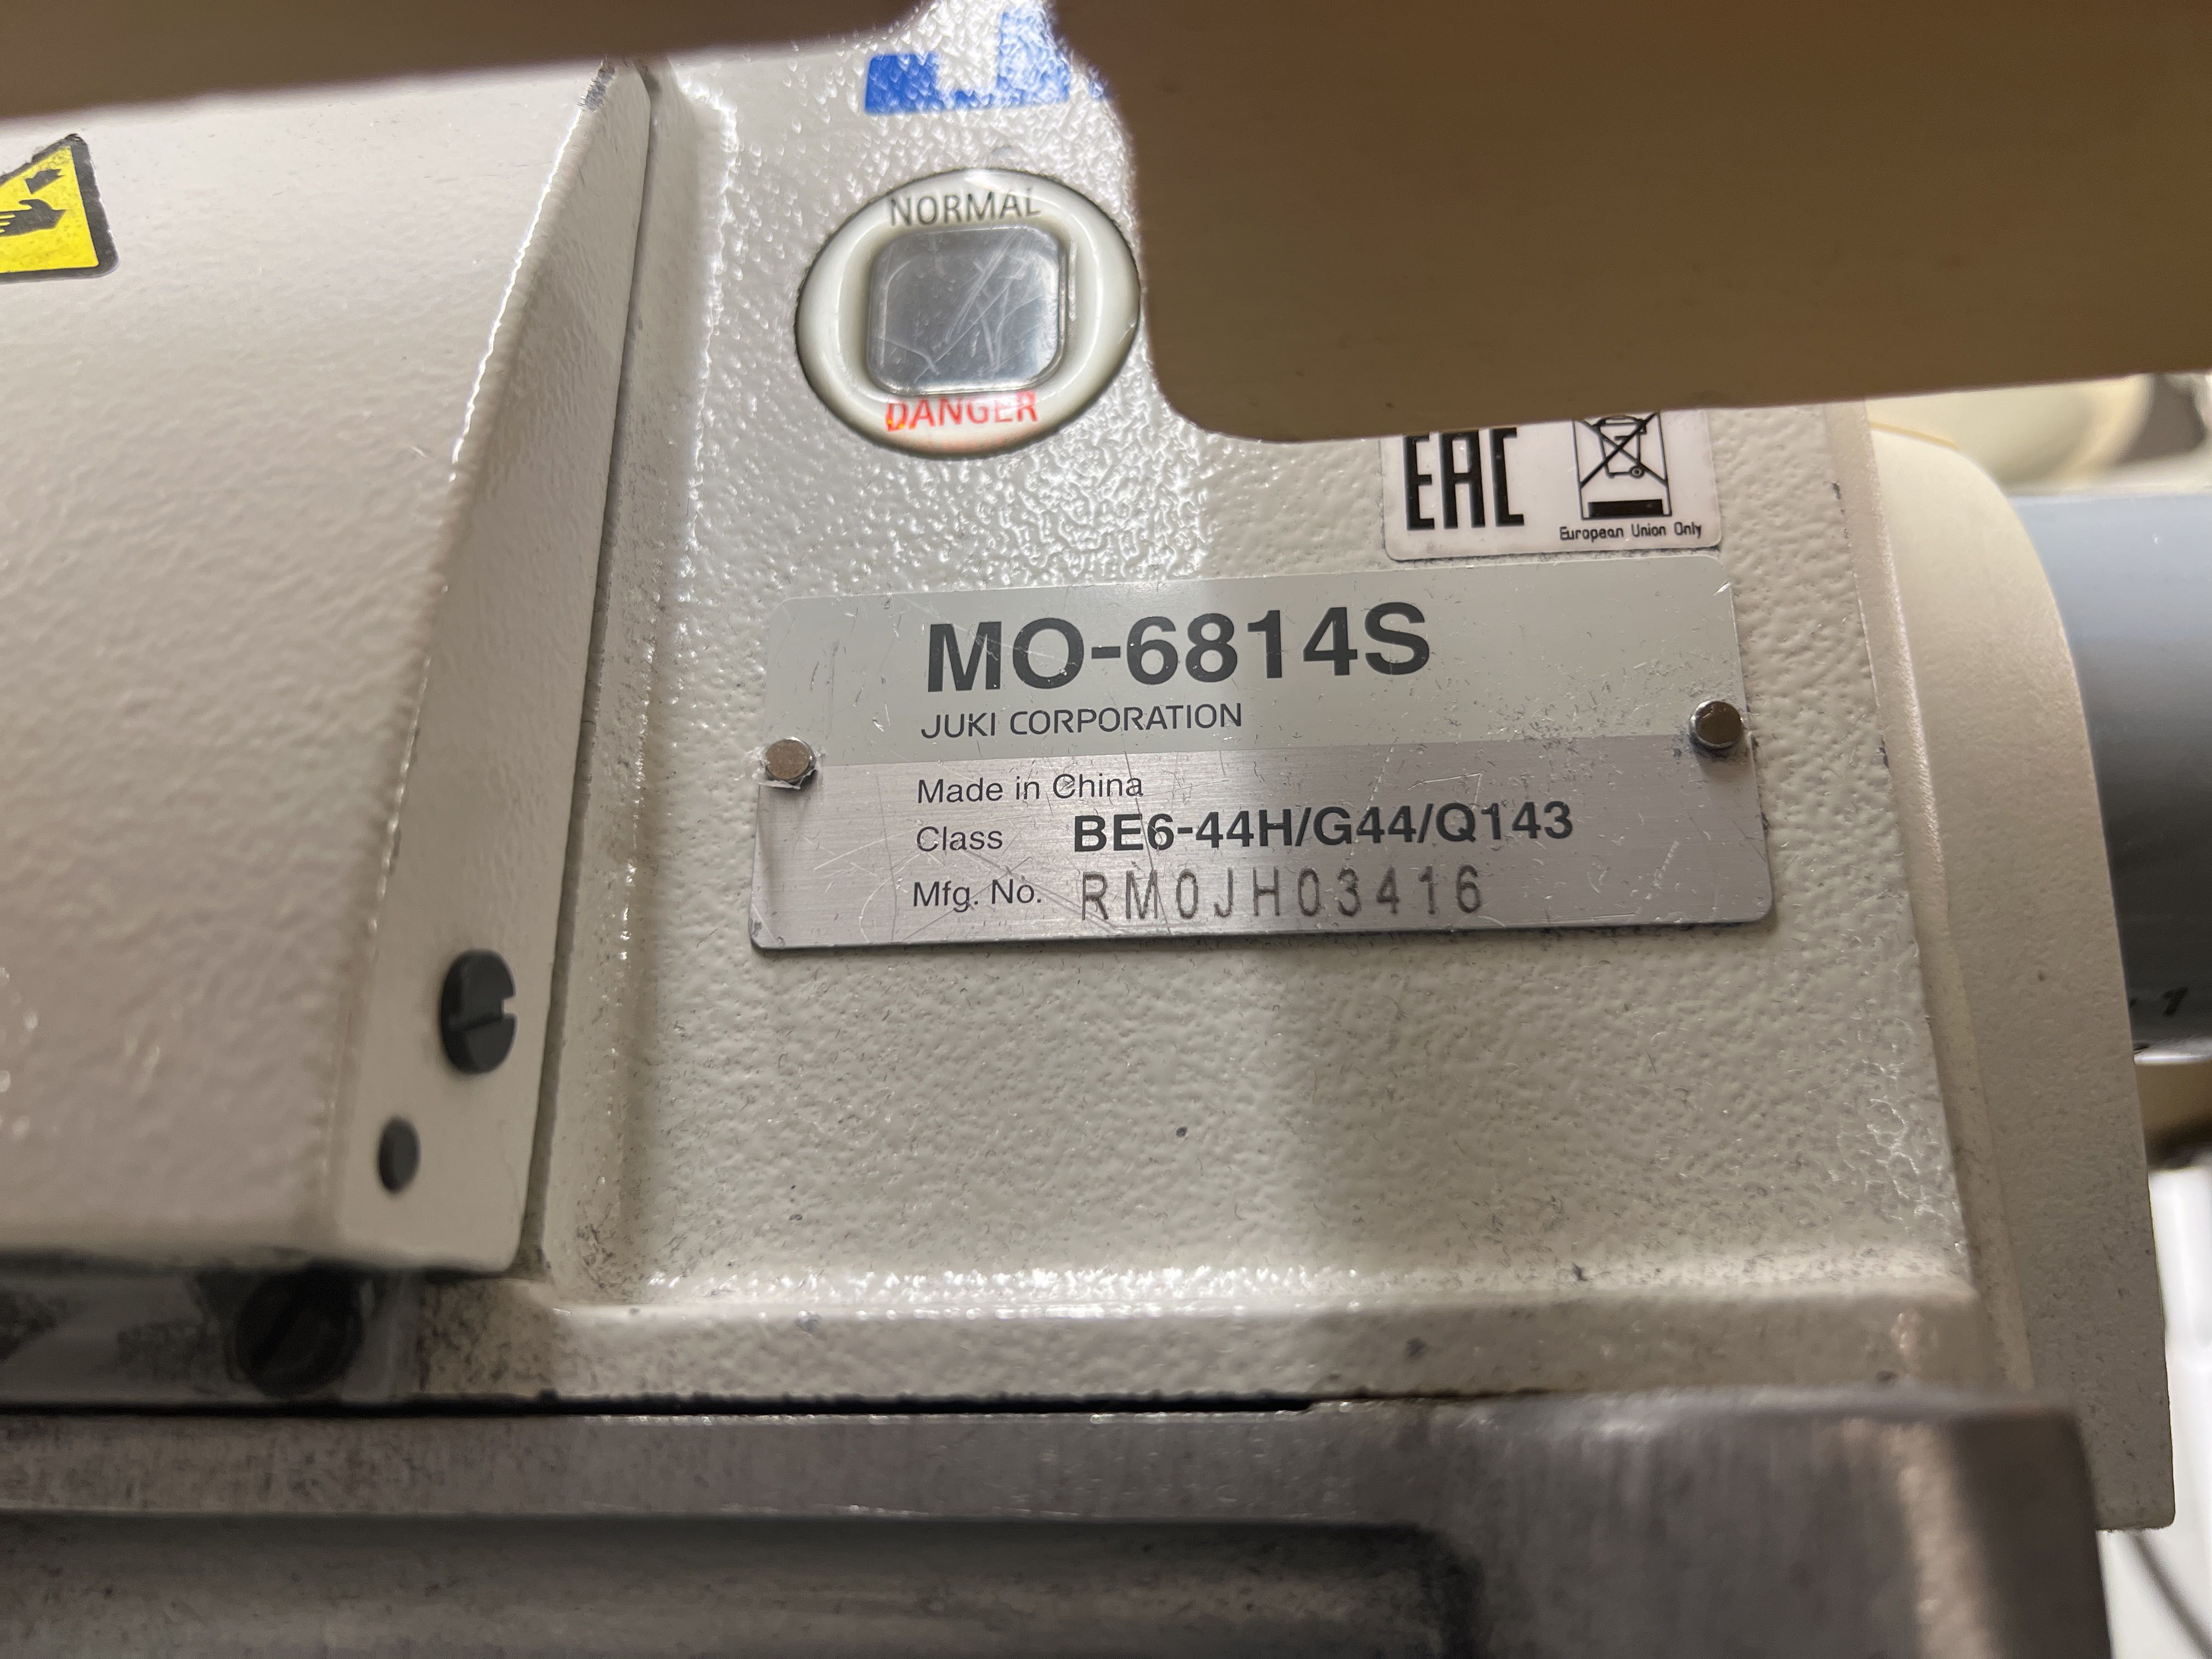 NORMAL
DANGER
EAC
European Union Only
MO-6814S
JUKI CORPORATION
Made in China
Class BE6-44H/G44/Q143
Mfg. No. RM0JH03416
7